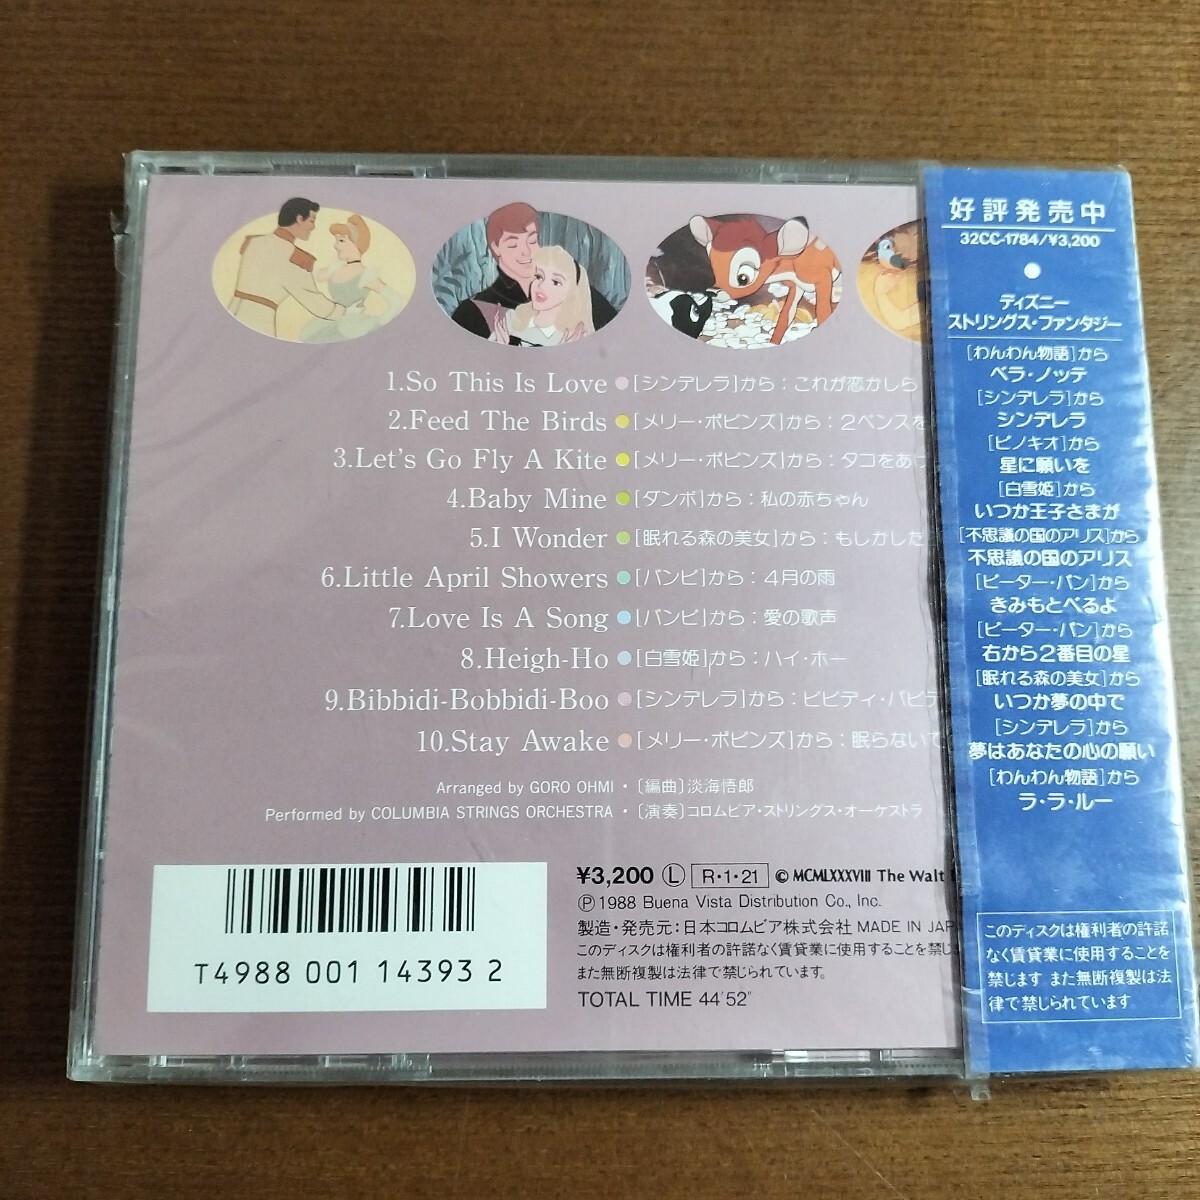 1.So This Is Love ●[シンデレラ]から：これが恋かしら
2.Feed The Birds ●[メリー・ポピンズ]から：2ペンスを
3.Let's Go Fly A Kite ●[メリー・ポピンズ]から：タコをあげ
4.Baby Mine ●[ダンボ]から：私の赤ちゃん
5.I Wonder ●[眠れる森の美女]から：もしかした
6.Little April Showers ●[バンビ]から：4月の雨
7.Love Is A Song ●[バンビ]から：愛の歌声
8.Heigh-Ho ●[白雪姫]から：ハイ・ホー
9.Bibbidi-Bobbidi-Boo ●[シンデレラ]から：ビビディ・バビデ
10.Stay Awake ●[メリー・ポピンズ]から：眠らないで
Arranged by GORO OHMI・〔編曲〕淡海悟郎
Performed by COLUMBIA STRINGS ORCHESTRA・〔演奏〕コロムビア・ストリングス・オーケストラ
T4988 001 14393 2
¥3,200 Ⓛ R・1・21 © MCMLXXXVIII The Walt
Ⓟ1988 Buena Vista Distribution Co., Inc.
製造・発売元：日本コロムビア株式会社 MADE IN JAP
このディスクは権利者の許諾なく賃貸業に使用することを禁じ
また無断複製は法律で禁じられています。
TOTAL TIME 44'52"
好評発売中
32CC-1784/¥3,200
●
ディズニー
ストリングス・ファンタジー
[わんわん物語]から
ベラ・ノッテ
[シンデレラ]から
シンデレラ
[ピノキオ]から
星に願いを
[白雪姫]から
いつか王子さまが
[不思議の国のアリス]から
不思議の国のアリス
[ピーター・パン]から
きみもとべるよ
[ピーター・パン]から
右から2番目の星
[眠れる森の美女]から
いつか夢の中で
[シンデレラ]から
夢はあなたの心の願い
[わんわん物語]から
ラ・ラ・ルー
このディスクは権利者の許諾
なく賃貸業に使用することを
禁じます また無断複製は法
律で禁じられています